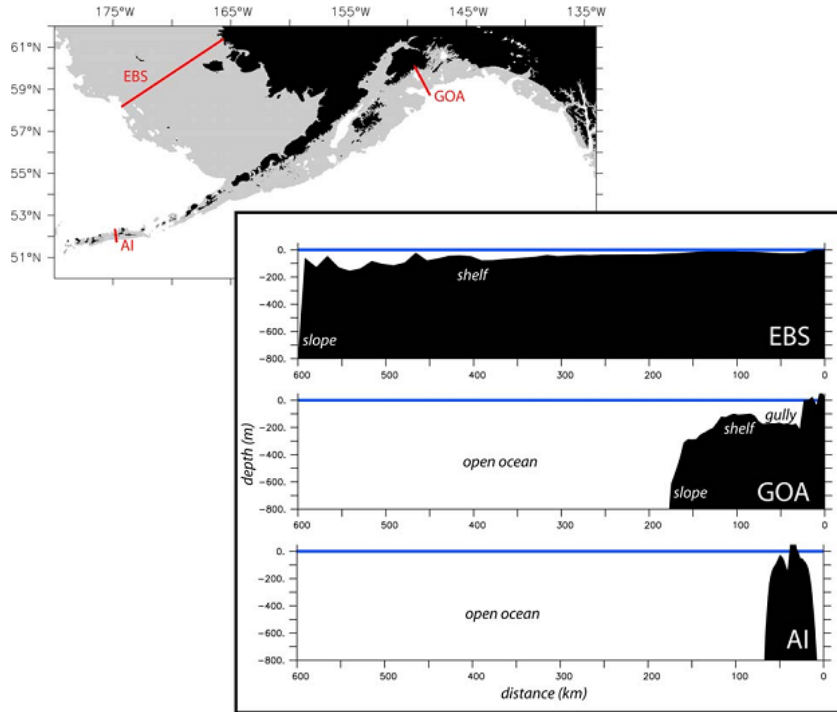 175°W 165°W 155°W 145°W 135°W
61°N
59°N
57°N
55°N
53°N
51°N
EBS
GOA
AI
0.
-200.
-400.
-600.
-800.
shelf
slope
EBS
600 500 400 300 200 100 0
0.
-200.
-400.
-600.
-800.
depth (m)
open ocean
shelf
gully
slope
GOA
600 500 400 300 200 100 0
0.
-200.
-400.
-600.
-800.
open ocean
AI
600 500 400 300 200 100 0
distance (km)